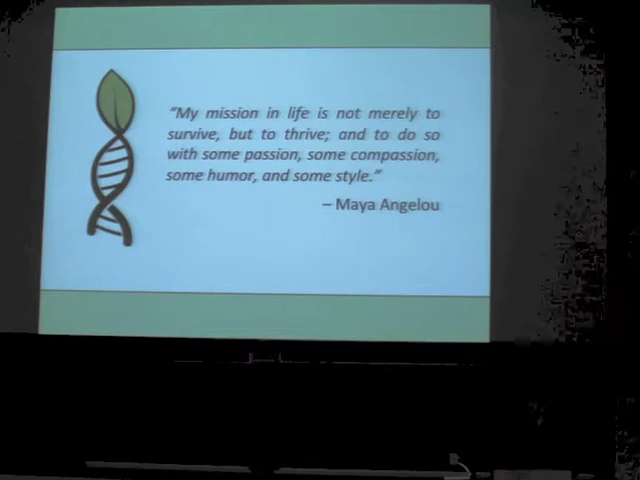 “My mission in life is not merely to
survive, but to thrive; and to do so
with some passion, some compassion,
some humor, and some style.”
– Maya Angelou